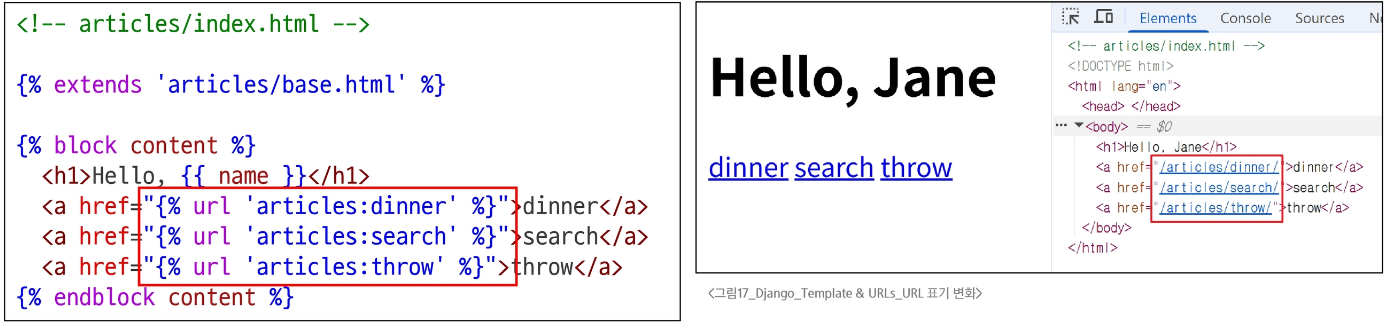 <!-- articles/index.html -->
{% extends 'articles/base.html' %}
{% block content %}
<h1>Hello, {{ name }}</h1>
<a href="{% url 'articles:dinner' %}">dinner</a>
<a href="{% url 'articles:search' %}">search</a>
<a href="{% url 'articles:throw' %}">throw</a>
{% endblock content %}
Hello, Jane
dinner search throw
Elements Console Sources
<!-- articles/index.html -->
<!DOCTYPE html>
<html lang="en">
<head> </head>
<body> == $0
<h1>Hello, Jane</h1>
<a href="/articles/dinner/">dinner</a>
<a href="/articles/search/">search</a>
<a href="/articles/throw/">throw</a>
</body>
</html>
<그림17_Django_Template & URLs_URL 표기 변화>